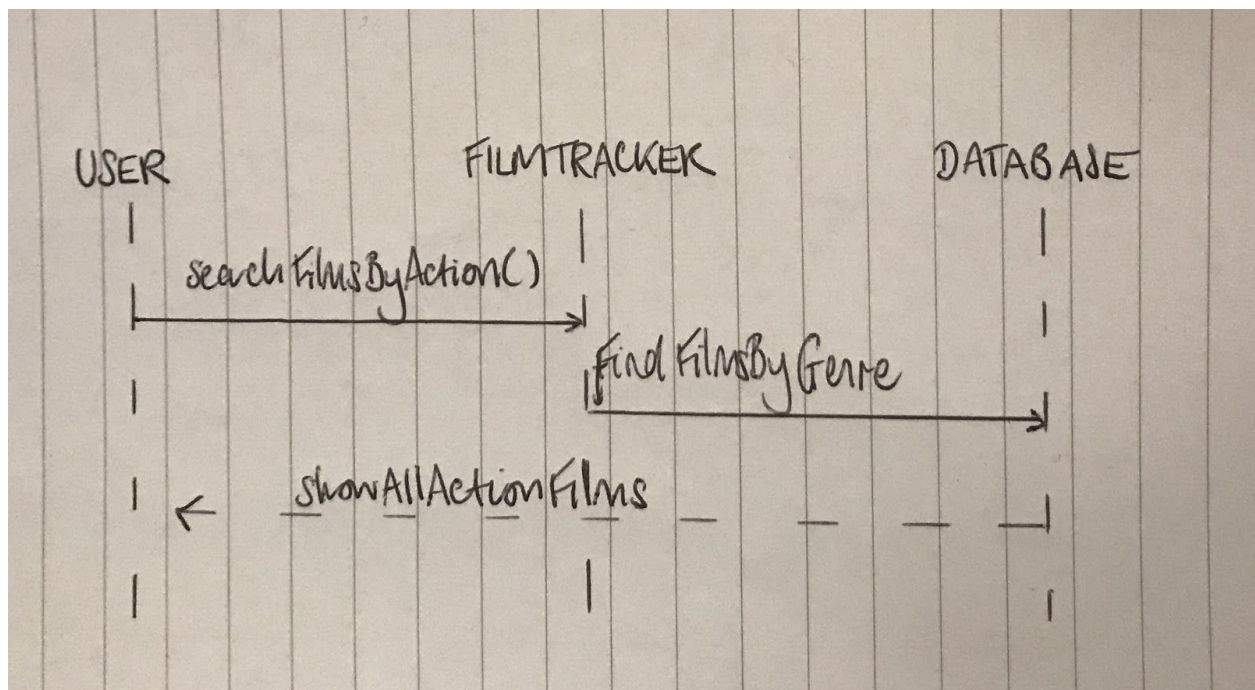 USER FILMTRACKER DATABASE
searchFilmsByAction()
findFilmsByGenre
showAllActionFilms